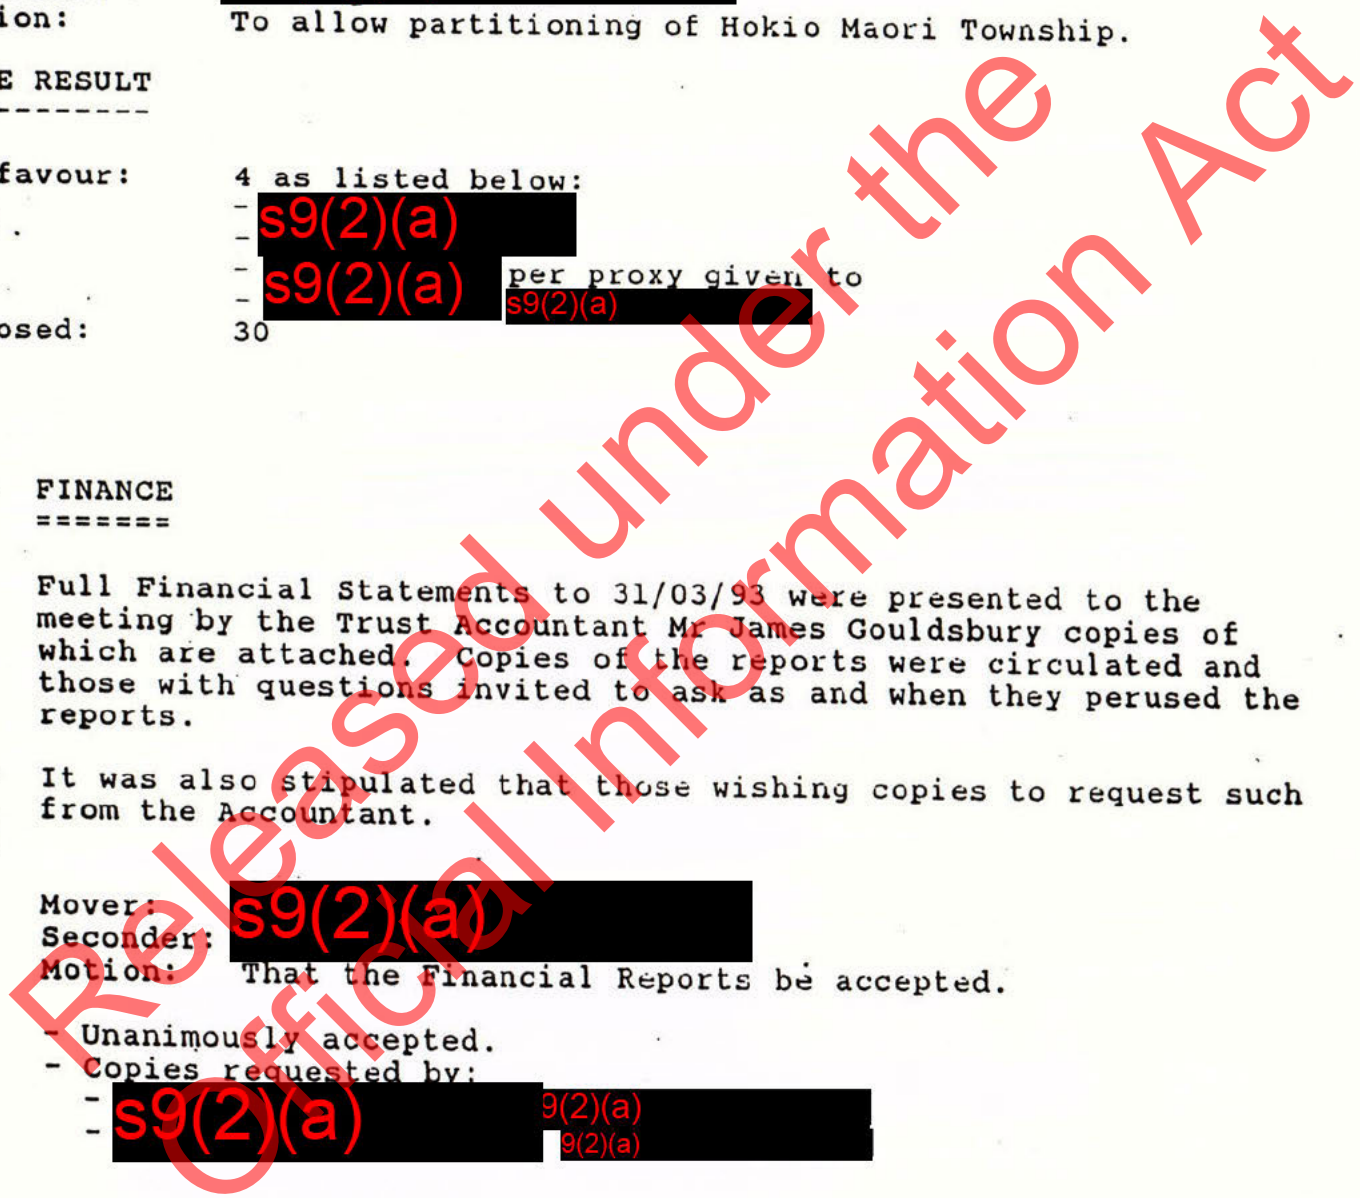 ion: To allow partitioning of Hokio Maori Township.
E RESULT
--------
favour: 4 as listed below:
- s9(2)(a)
-
- s9(2)(a) per proxy given to
- s9(2)(a)
osed: 30
FINANCE
=======
Full Financial Statements to 31/03/93 were presented to the
meeting by the Trust Accountant Mr James Gouldsbury copies of
which are attached. Copies of the reports were circulated and
those with questions invited to ask as and when they perused the
reports.
It was also stipulated that those wishing copies to request such
from the Accountant.
Mover: s9(2)(a)
Seconder:
Motion: That the Financial Reports be accepted.
- Unanimously accepted.
- Copies requested by:
- s9(2)(a) 9(2)(a)
- 9(2)(a)
Released under the
Official Information Act